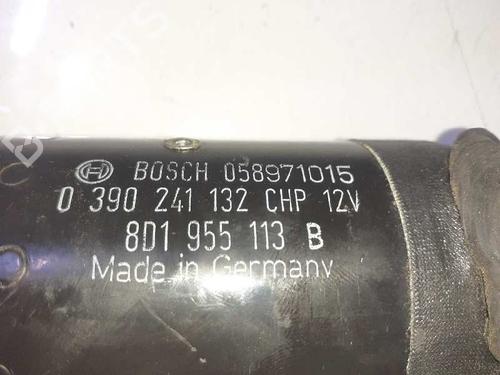 BOSCH 058971015
0 390 241 132 CHP 12V
8D1 955 113 B
Made in Germany